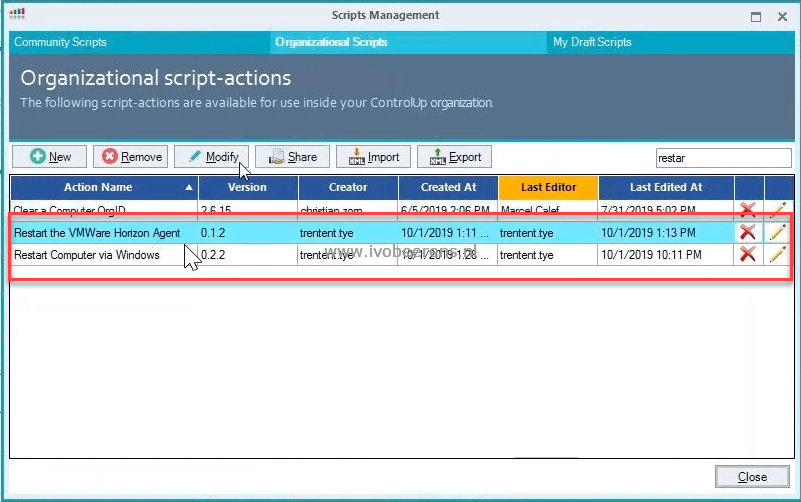 Scripts Management
Community Scripts Organizational Scripts My Draft Scripts
Organizational script-actions
The following script-actions are available for use inside your ControlUp organization.
New Remove Modify Share Import Export restar
Action Name Version Creator Created At Last Editor Last Edited At
Clear a Computer OrgID 2.6.15 christian.zorn 6/5/2019 2:06 PM Marcel Calef 7/31/2019 5:02 PM
Restart the VMWare Horizon Agent 0.1.2 trentent.tye 10/1/2019 1:11 ... trentent.tye 10/1/2019 1:13 PM
www.ivobeerens.nl
Restart Computer via Windows 0.2.2 trentent.tye 10/1/2019 1:28 ... trentent.tye 10/1/2019 10:11 PM
Close